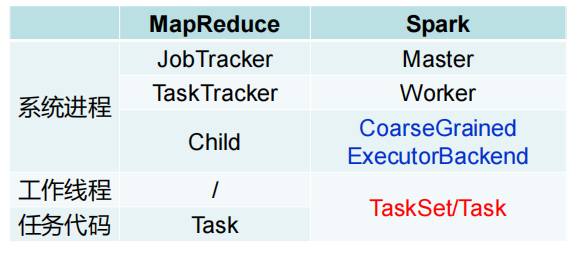 MapReduce Spark
系统进程
JobTracker Master
TaskTracker Worker
Child
CoarseGrained
ExecutorBackend
工作线程 /
TaskSet/Task
任务代码 Task